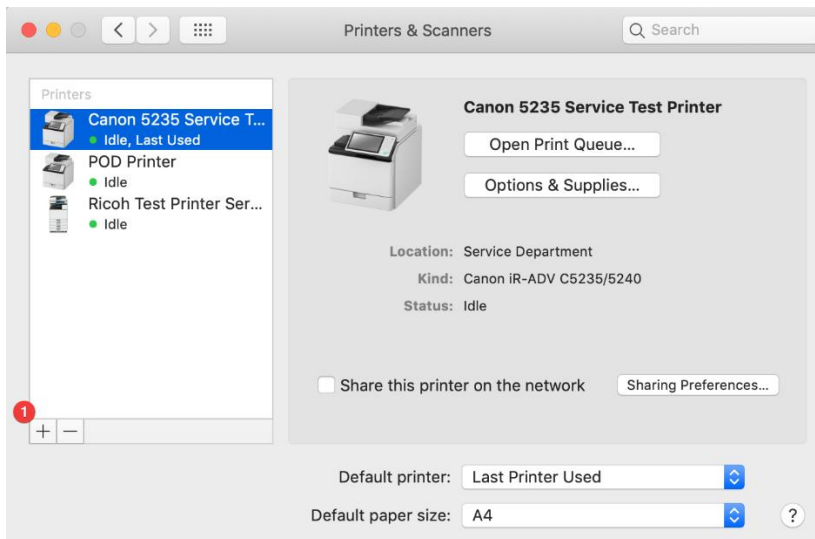 Printers & Scanners
Search
Printers
Canon 5235 Service T...
Idle, Last Used
POD Printer
Idle
Ricoh Test Printer Ser...
Idle
1
+ −
Canon 5235 Service Test Printer
Open Print Queue...
Options & Supplies...
Location: Service Department
Kind: Canon iR-ADV C5235/5240
Status: Idle
Share this printer on the network
Sharing Preferences...
Default printer: Last Printer Used
Default paper size: A4
?